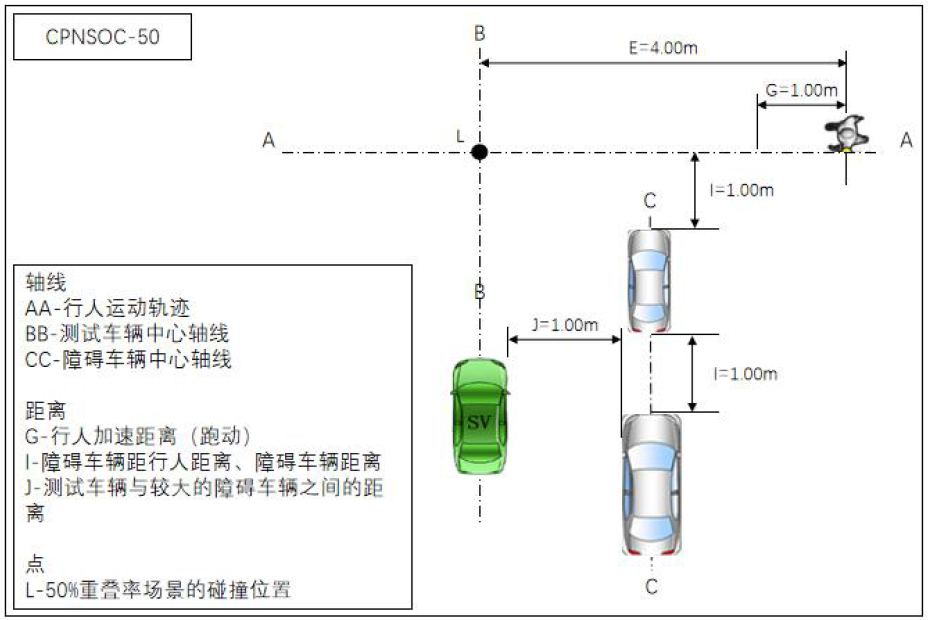 CPNSOC-50
B
E=4.00m
G=1.00m
A
L
A
I=1.00m
C
B
J=1.00m
I=1.00m
SV
C
轴线
AA-行人运动轨迹
BB-测试车辆中心轴线
CC-障碍车辆中心轴线
距离
G-行人加速距离（跑动）
I-障碍车辆距行人距离、障碍车辆距离
J-测试车辆与较大的障碍车辆之间的距
离
点
L-50%重叠率场景的碰撞位置